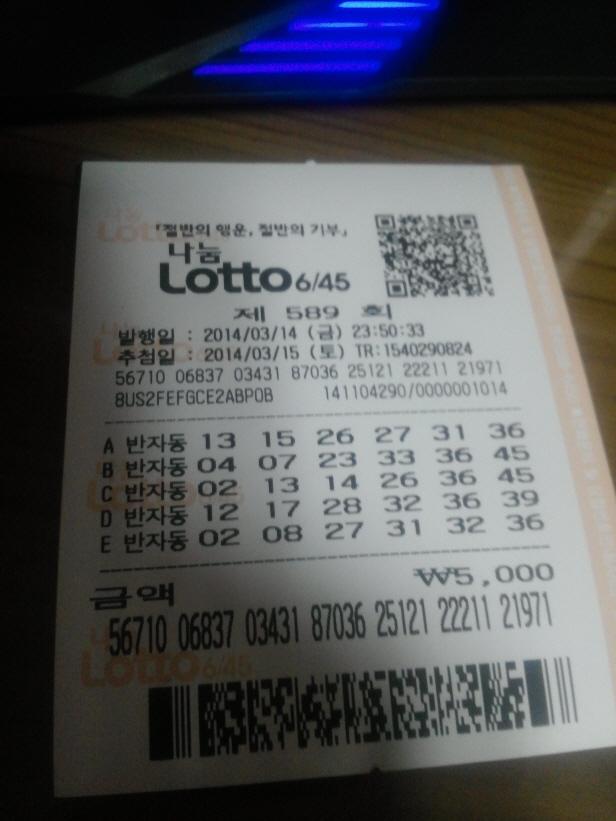 「절반의 행운, 절반의 기부」
나눔
Lotto 6/45
제 589 회
발행일 : 2014/03/14 (금) 23:50:33
추첨일 : 2014/03/15 (토) TR:1540290824
56710 06837 03431 87036 25121 22211 21971
8US2FEFGCE2ABP0B 141104290/0000001014
A 반자동 13 15 26 27 31 36
B 반자동 04 07 23 33 36 45
C 반자동 02 13 14 26 36 45
D 반자동 12 17 28 32 36 39
E 반자동 02 08 27 31 32 36
금액 ₩5,000
56710 06837 03431 87036 25121 22211 21971
Lotto 6/45